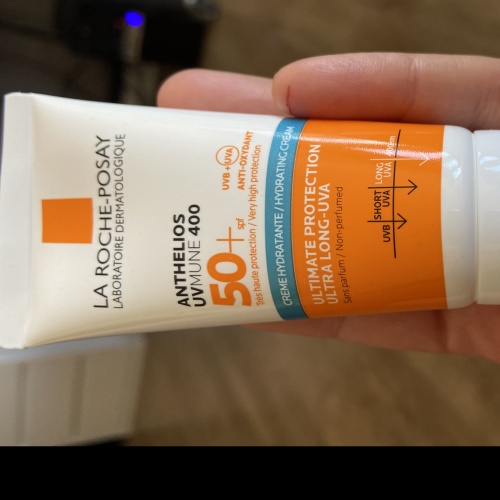 LA ROCHE-POSAY
LABORATOIRE DERMATOLOGIQUE
ANTHELIOS
UVMUNE 400
50+ spf
UVB + UVA
ANTI-OXYDANT
Très haute protection / Very high protection
CRÈME HYDRATANTE / HYDRATING CREAM
ULTIMATE PROTECTION
ULTRA LONG-UVA
Sans parfum / Non-perfumed
UVB
SHORT
UVA
LONG
UVA
400nm